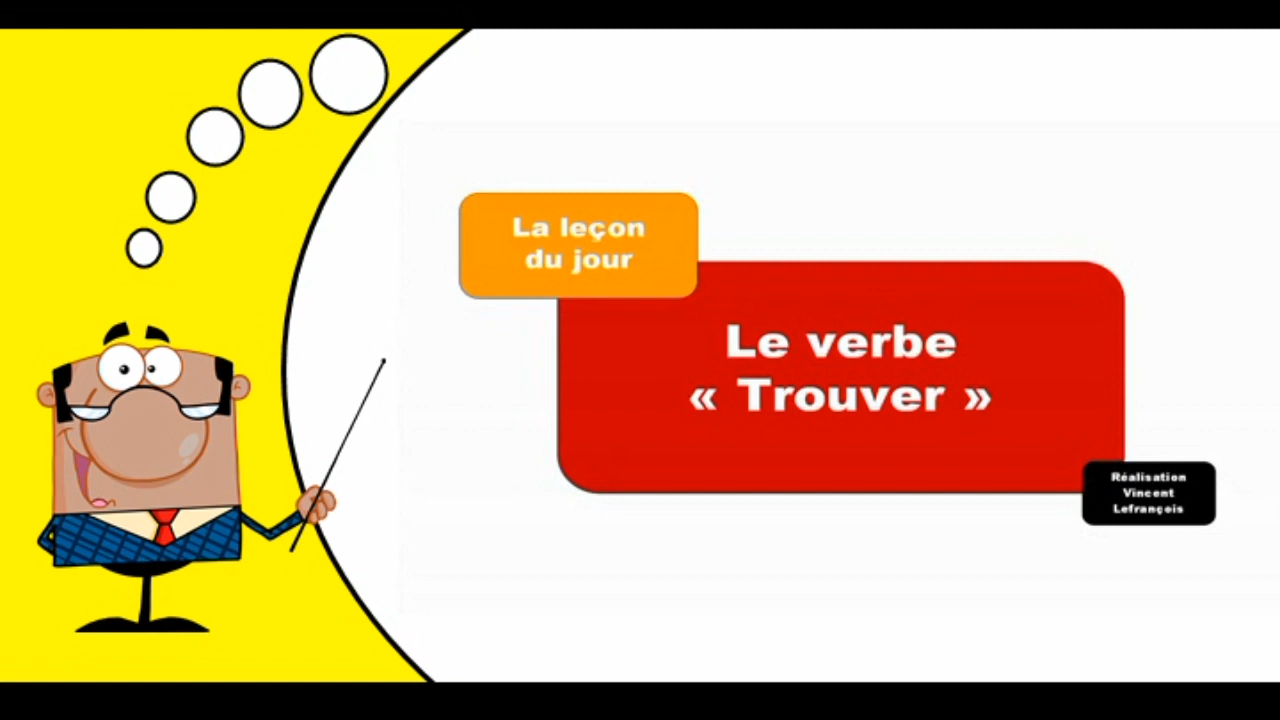 La leçon
du jour
Le verbe
« Trouver »
Réalisation
Vincent
Lefrançois